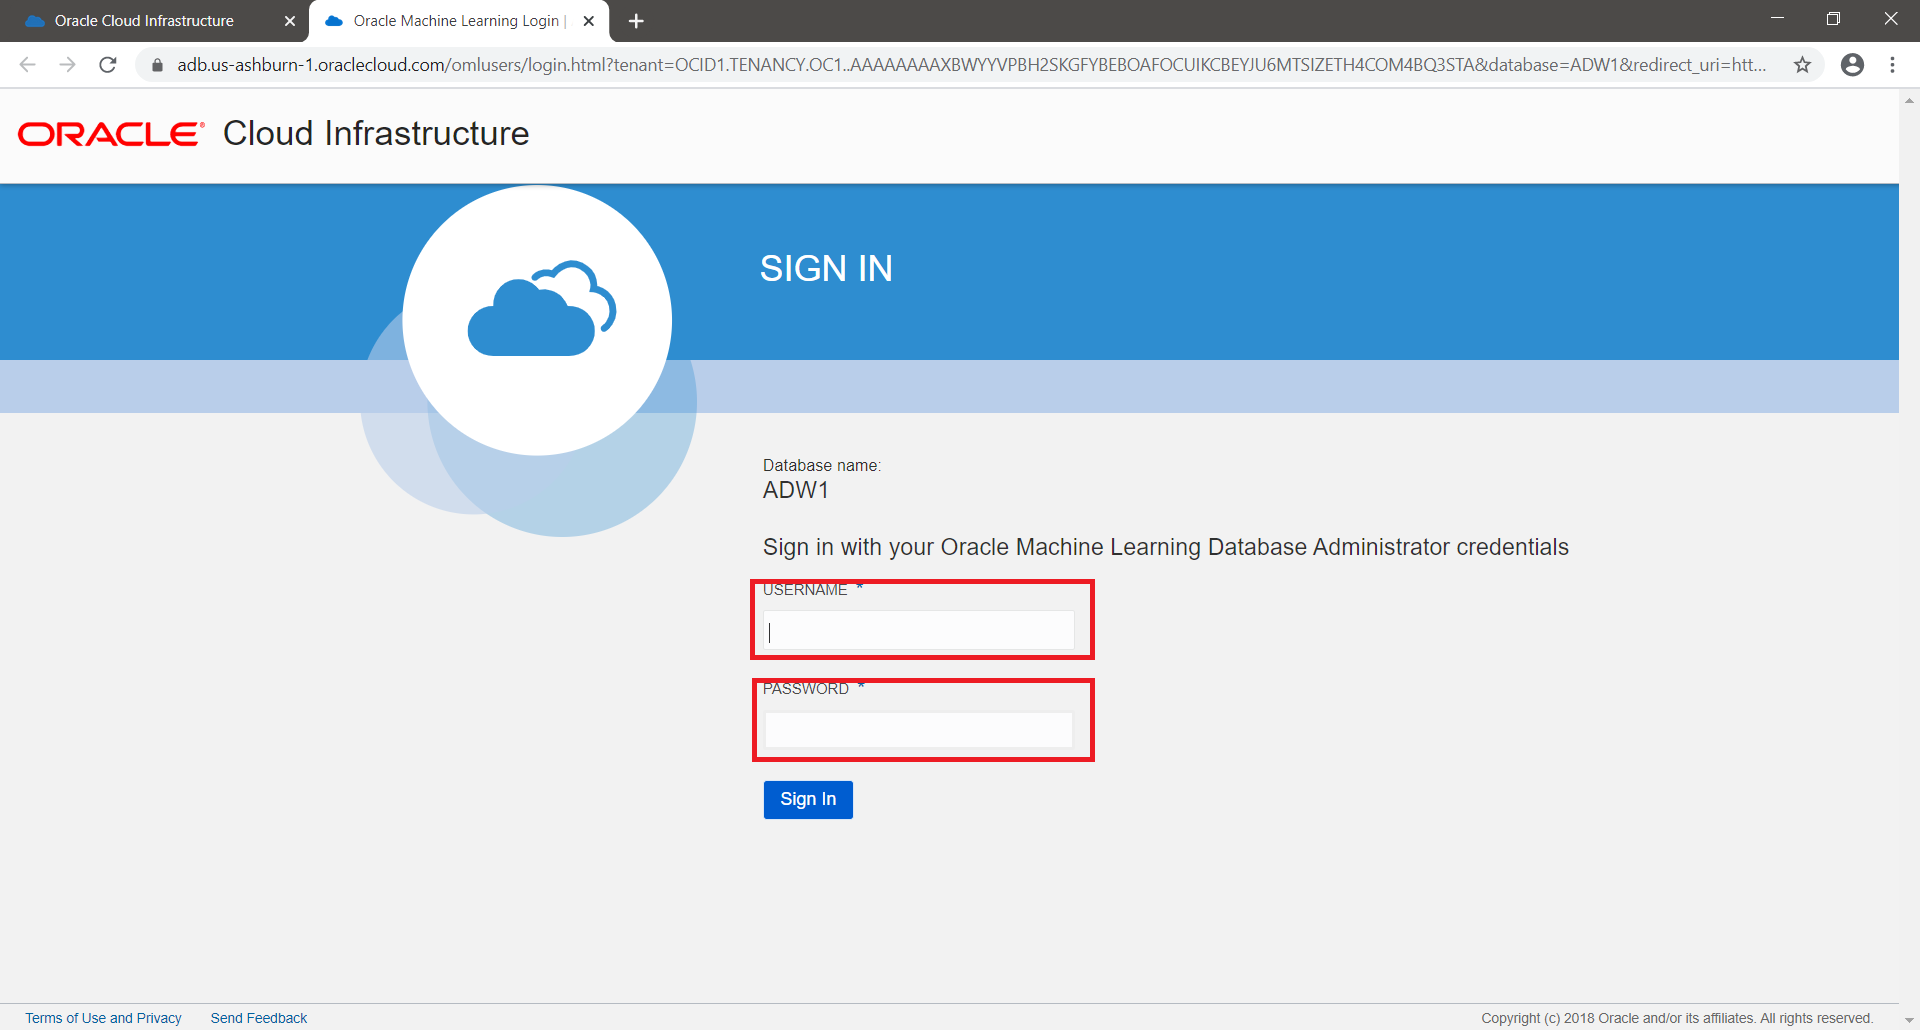 Oracle Cloud Infrastructure
Oracle Machine Learning Login |
adb.us-ashburn-1.oraclecloud.com/omlusers/login.html?tenant=OCID1.TENANCY.OC1..AAAAAAAAXBWYYVPBH2SKGFYBEBOAFOCUIKCBEYJU6MTSIZETH4COM4BQ3STA&database=ADW1&redirect_uri=htt...
ORACLE® Cloud Infrastructure
SIGN IN
Database name:
ADW1
Sign in with your Oracle Machine Learning Database Administrator credentials
USERNAME *
PASSWORD *
Sign In
Terms of Use and Privacy
Send Feedback
Copyright (c) 2018 Oracle and/or its affiliates. All rights reserved.